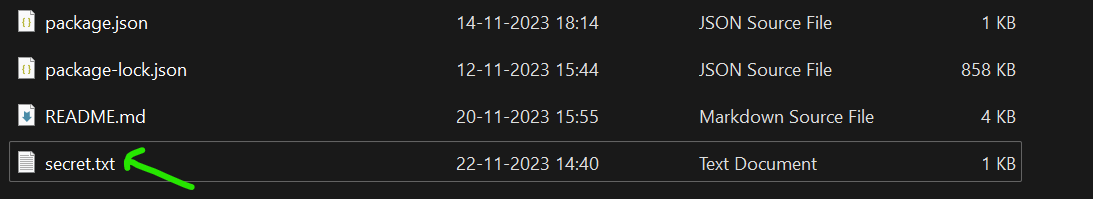 package.json 14-11-2023 18:14 JSON Source File 1 KB
package-lock.json 12-11-2023 15:44 JSON Source File 858 KB
README.md 20-11-2023 15:55 Markdown Source File 4 KB
secret.txt 22-11-2023 14:40 Text Document 1 KB